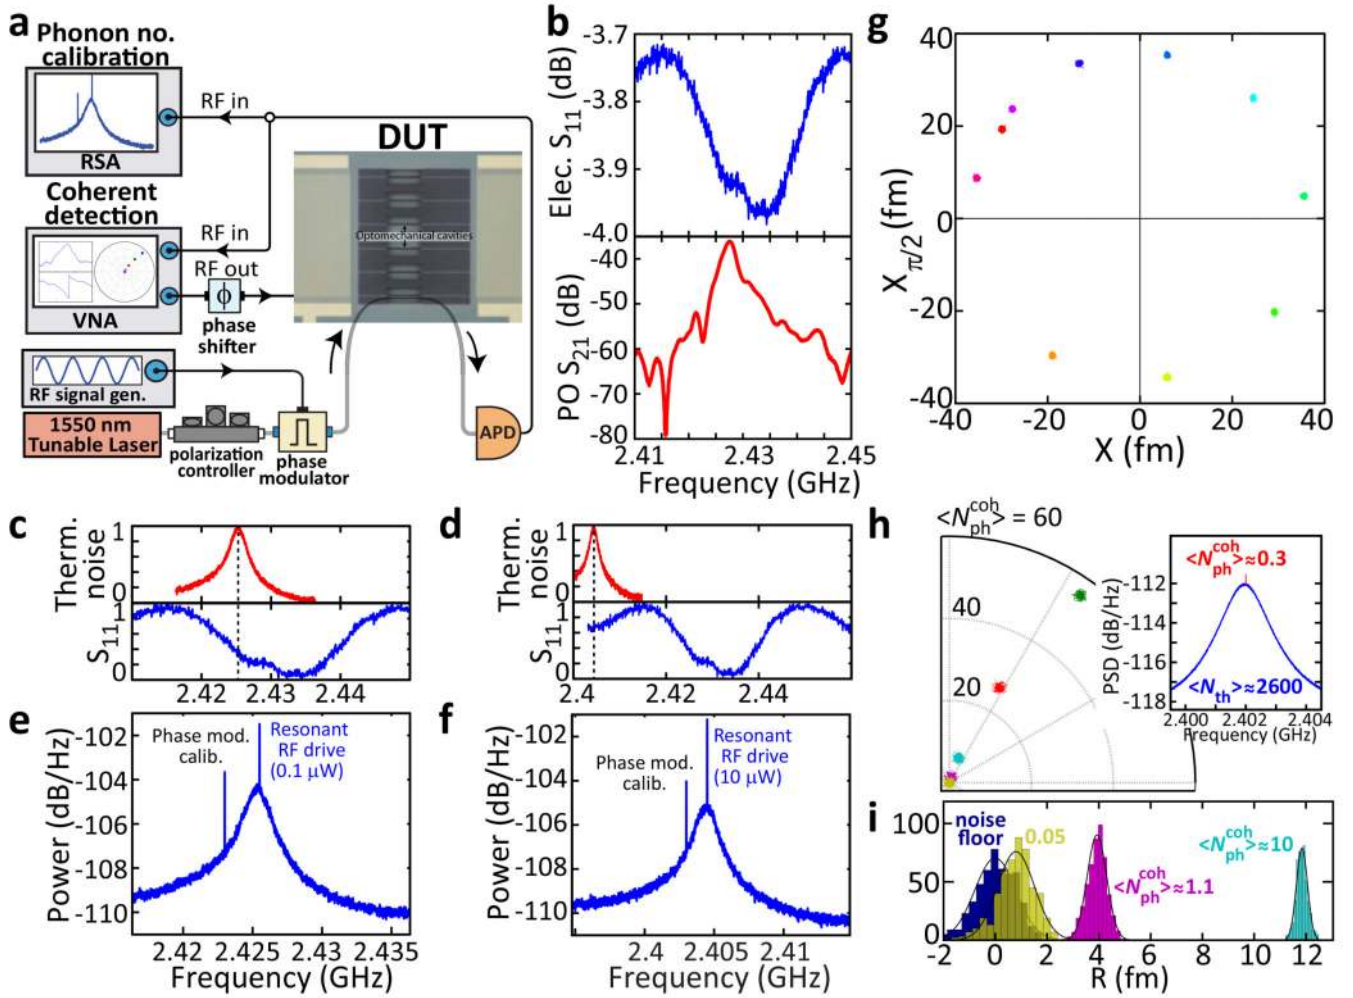 a
Phonon no.
calibration
RSA
RF in
Coherent
detection
VNA
RF in
RF out
ϕ
phase
shifter
DUT
Optomechanical cavities
RF signal gen.
1550 nm
Tunable Laser
polarization
controller
phase
modulator
APD
b
Elec. S11 (dB)
-3.7
-3.8
-3.9
-4.0
PO S21 (dB)
-40
-50
-60
-70
-80
2.41 2.43 2.45
Frequency (GHz)
g
Xπ/2 (fm)
40
20
0
-20
-40
-40 -20 0 20 40
X (fm)
c
Therm.
noise
1
0
S11
1
0
2.42 2.43 2.44
d
Therm.
noise
1
0
S11
1
0
2.4 2.42 2.44
e
Power (dB/Hz)
-102
-104
-106
-108
-110
Phase mod.
calib.
Resonant
RF drive
(0.1 μW)
2.42 2.425 2.43 2.435
Frequency (GHz)
f
Power (dB/Hz)
-102
-104
-106
-108
-110
Phase mod.
calib.
Resonant
RF drive
(10 μW)
2.4 2.405 2.41
Frequency (GHz)
h
<Nph^coh> = 60
40
20
PSD (dB/Hz)
-112
-114
-116
-118
<Nph^coh>≈0.3
<Nth>≈2600
2.400 2.402 2.404
Frequency (GHz)
i
100
50
0
noise
floor
0.05
<Nph^coh>≈1.1
<Nph^coh>≈10
-2 0 2 4 6 8 10 12
R (fm)